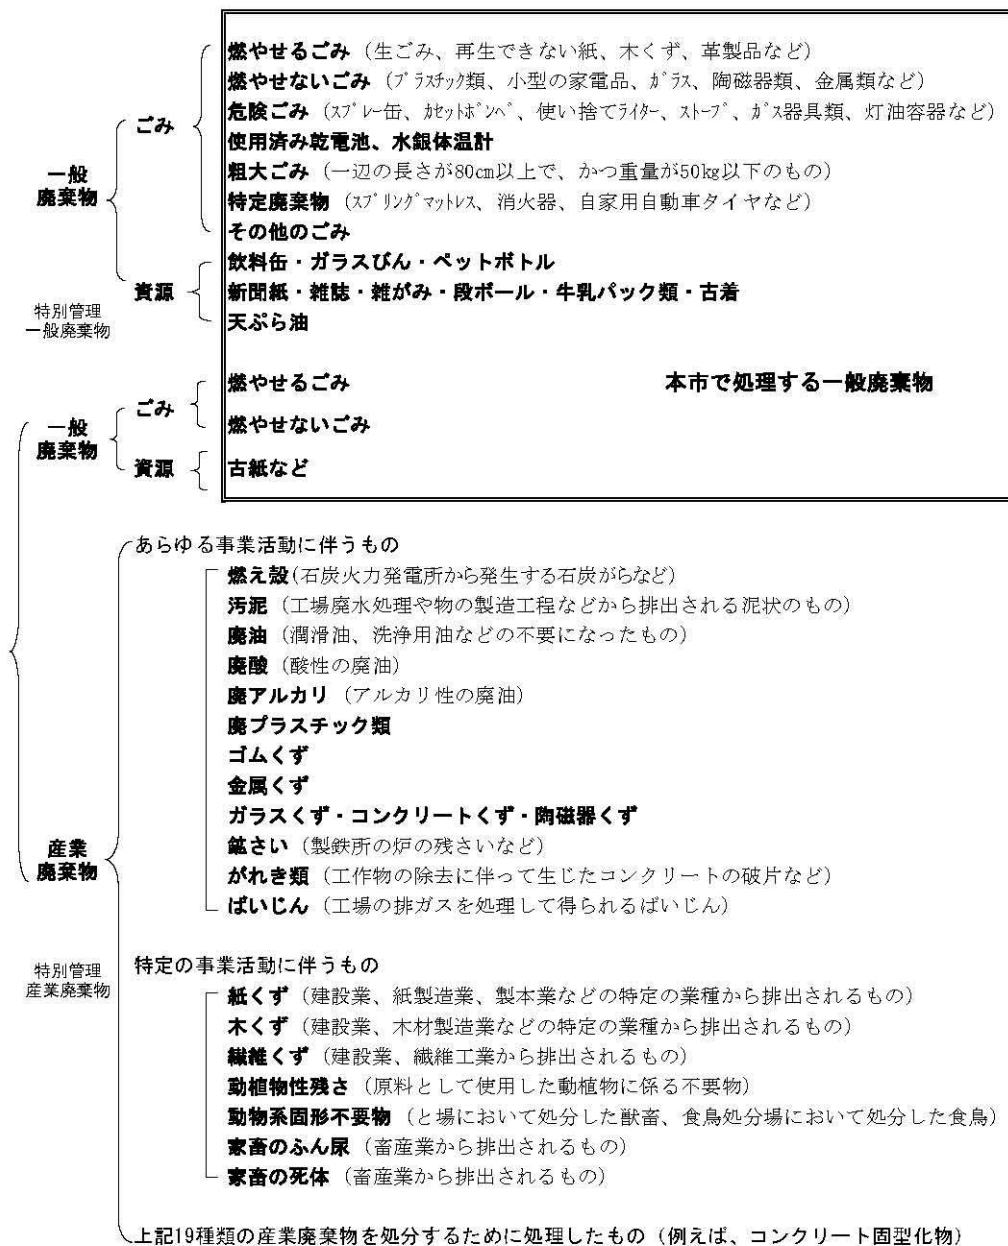 燃やせるごみ（生ごみ、再生できない紙、木くず、革製品など）
燃やせないごみ（プラスチック類、小型の家電品、ガラス、陶磁器類、金属類など）
危険ごみ（スプレー缶、カセットボンベ、使い捨てライター、ストーブ、ガス器具類、灯油容器など）
ごみ
使用済み乾電池、水銀体温計
一般
廃棄物
粗大ごみ（一辺の長さが80cm以上で、かつ重量が50kg以下のもの）
特定廃棄物（スプリングマットレス、消火器、自家用自動車タイヤなど）
その他のごみ
飲料缶・ガラスびん・ペットボトル
資源
新聞紙・雑誌・雑がみ・段ボール・牛乳パック類・古着
特別管理
一般廃棄物
天ぷら油
燃やせるごみ
本市で処理する一般廃棄物
ごみ
一般
廃棄物
燃やせないごみ
資源
古紙など
あらゆる事業活動に伴うもの
燃え殻(石炭火力発電所から発生する石炭がらなど)
汚泥（工場廃水処理や物の製造工程などから排出される泥状のもの）
廃油（潤滑油、洗浄用油などの不要になったもの）
廃酸（酸性の廃油）
廃アルカリ（アルカリ性の廃油）
廃プラスチック類
ゴムくず
金属くず
ガラスくず・コンクリートくず・陶磁器くず
産業
廃棄物
鉱さい（製鉄所の炉の残さいなど）
がれき類（工作物の除去に伴って生じたコンクリートの破片など）
ばいじん（工場の排ガスを処理して得られるばいじん）
特別管理
産業廃棄物
特定の事業活動に伴うもの
紙くず（建設業、紙製造業、製本業などの特定の業種から排出されるもの）
木くず（建設業、木材製造業などの特定の業種から排出されるもの）
繊維くず（建設業、繊維工業から排出されるもの）
動植物性残さ（原料として使用した動植物に係る不要物）
動物系固形不要物（と場において処分した獣畜、食鳥処分場において処分した食鳥）
家畜のふん尿（畜産業から排出されるもの）
家畜の死体（畜産業から排出されるもの）
上記19種類の産業廃棄物を処分するために処理したもの（例えば、コンクリート固型化物）